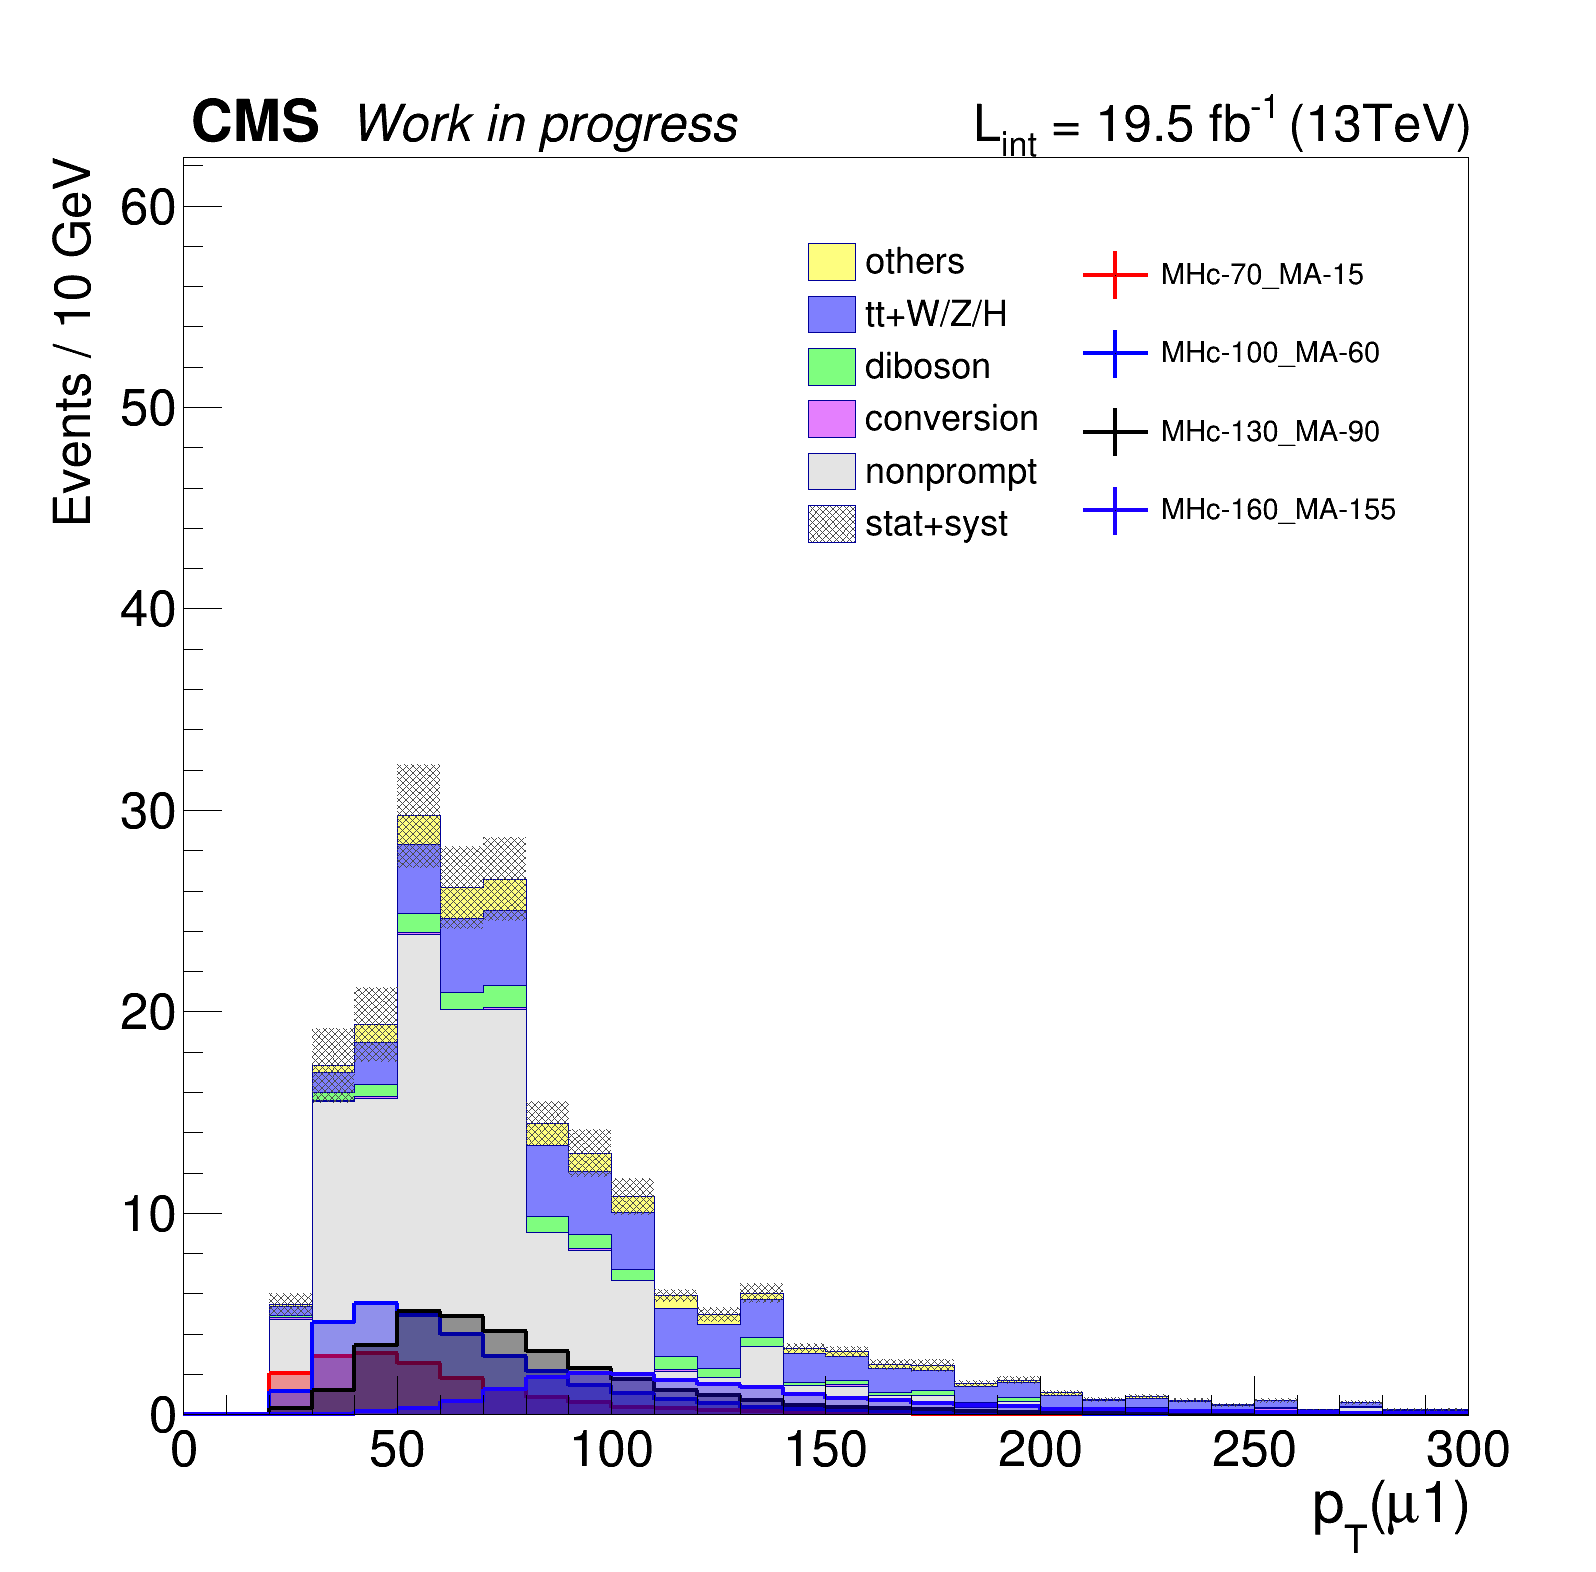 CMS Work in progress
L_int = 19.5 fb^-1 (13TeV)
Events / 10 GeV
60
50
40
30
20
10
0
others
tt+W/Z/H
diboson
conversion
nonprompt
stat+syst
MHc-70_MA-15
MHc-100_MA-60
MHc-130_MA-90
MHc-160_MA-155
0 50 100 150 200 250 300
p_T(μ1)